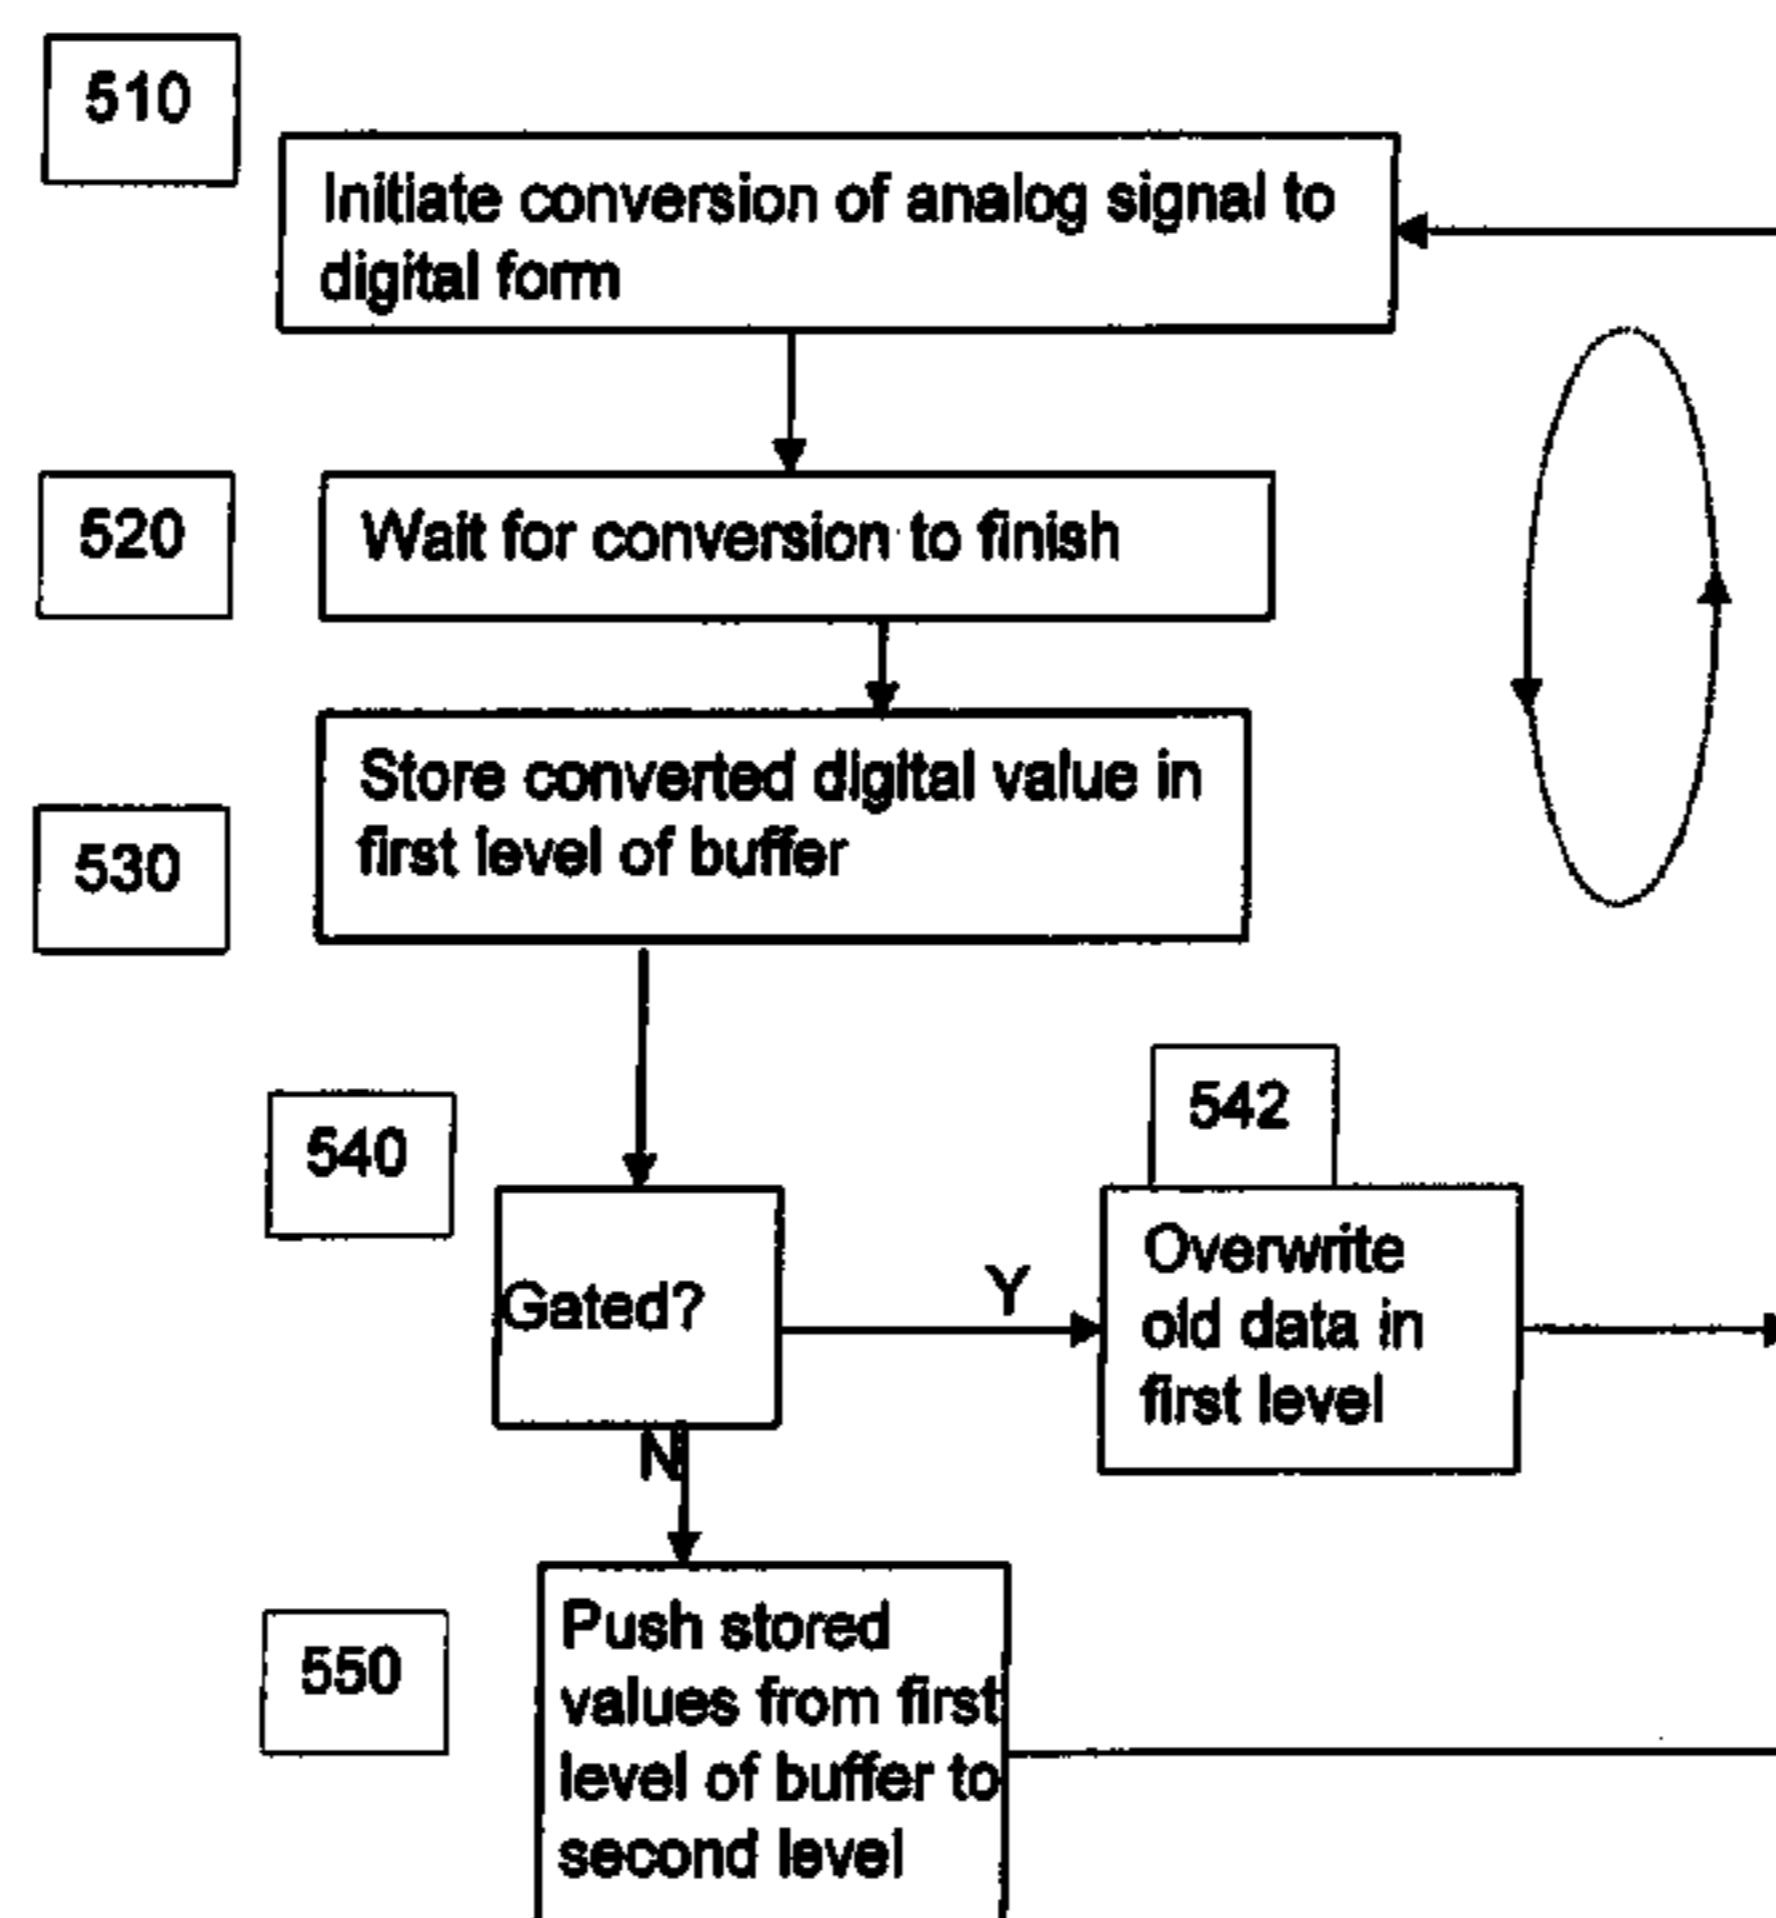 510
Initiate conversion of analog signal to
digital form
520
Wait for conversion to finish
530
Store converted digital value in
first level of buffer
540
Gated?
Y
542
Overwrite
old data in
first level
N
550
Push stored
values from first
level of buffer to
second level